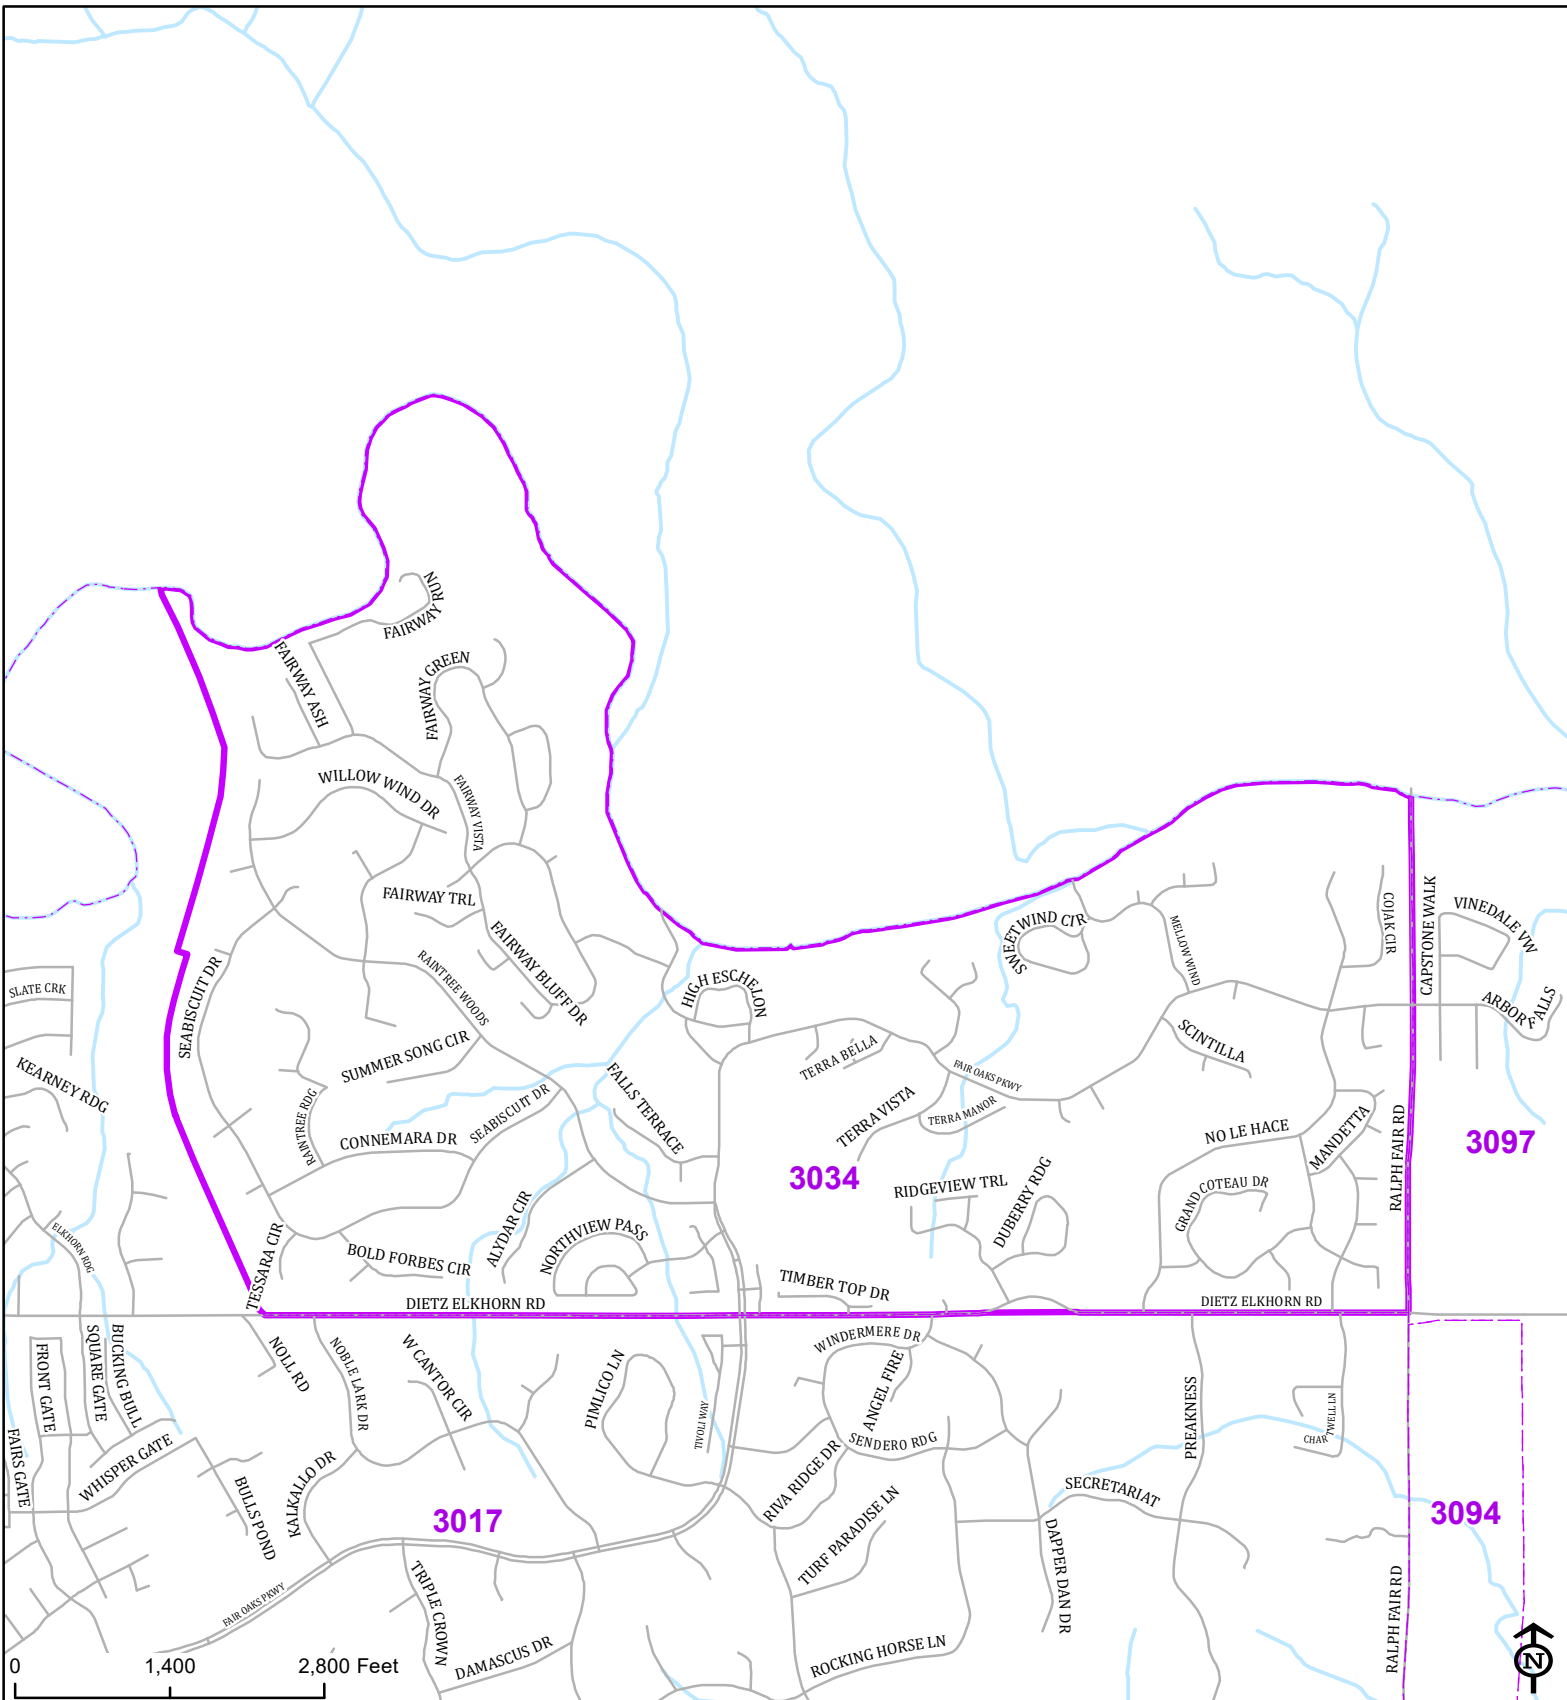 FAIRWAY RUN
FAIRWAY ASH
FAIRWAY GREEN
WILLOW WIND DR
FAIRWAY VISTA
FAIRWAY TRL
FAIRWAY BLUFF DR
SWEET WIND CIR
MELLOW WIND
COJAK CIR
CAPSTONE WALK
VINEDALE VW
SLATE CRK
SEABISCUIT DR
RAINTREE WOODS
HIGH ESCHELON
ARBOR FALLS
KEARNEY RDG
SUMMER SONG CIR
SCINTILLA
TERRA BELLA
FAIR OAKS PKWY
FALLS TERRACE
RAINTREE RDG
CONNEMARA DR
SEABISCUIT DR
TERRA VISTA
TERRA MANOR
NO LE HACE
MANDETTA
RALPH FAIR RD
3097
3034
RIDGEVIEW TRL
DUBERRY RDG
GRAND COTEAU DR
ELKHORN RDG
TESSARA CIR
BOLD FORBES CIR
ALYDAR CIR
NORTHVIEW PASS
TIMBER TOP DR
DIETZ ELKHORN RD
DIETZ ELKHORN RD
FRONT GATE
SQUARE GATE
BUCKING BULL
NOLL RD
NOBLE LARK DR
W CANTOR CIR
PIMLICO LN
TIVOLI WAY
WINDERMERE DR
ANGEL FIRE
SENDERO RDG
PREAKNESS
CHARTWELL LN
FAIRS GATE
WHISPER GATE
BULLS POND
KALKALLO DR
RIVA RIDGE DR
TURF PARADISE LN
SECRETARIAT
DAPPER DAN DR
3017
3094
FAIR OAKS PKWY
TRIPLE CROWN
DAMASCUS DR
ROCKING HORSE LN
RALPH FAIR RD
0 1,400 2,800 Feet
N